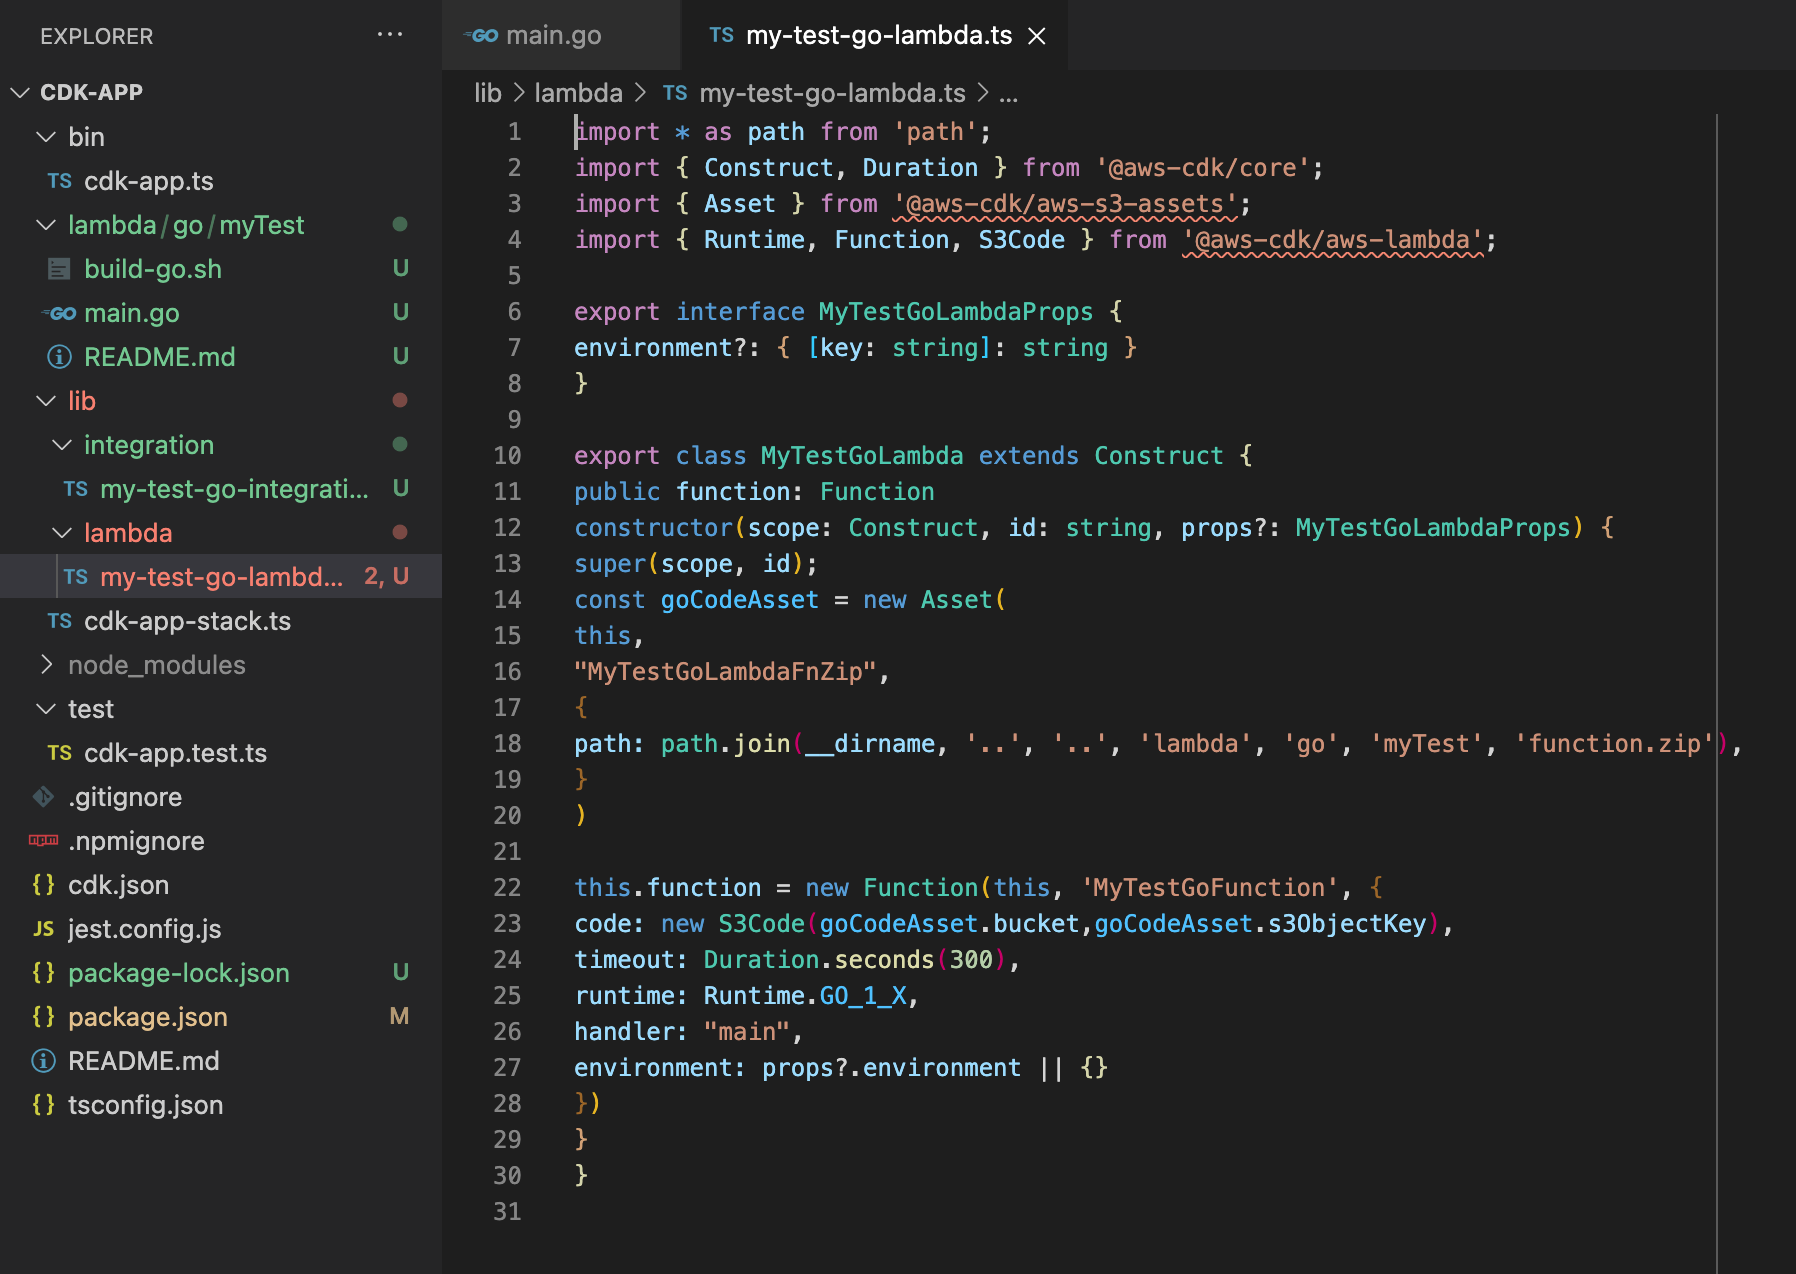 EXPLORER
···
CDK-APP
bin
TS cdk-app.ts
lambda/go/myTest
build-go.sh U
GO main.go U
README.md U
lib
integration
TS my-test-go-integrati... U
lambda
TS my-test-go-lambd... 2, U
TS cdk-app-stack.ts
node_modules
test
TS cdk-app.test.ts
.gitignore
npm .npmignore
{} cdk.json
JS jest.config.js
{} package-lock.json U
{} package.json M
README.md
{} tsconfig.json
GO main.go
TS my-test-go-lambda.ts ×
lib > lambda > TS my-test-go-lambda.ts > ...
1 import * as path from 'path';
2 import { Construct, Duration } from '@aws-cdk/core';
3 import { Asset } from '@aws-cdk/aws-s3-assets';
4 import { Runtime, Function, S3Code } from '@aws-cdk/aws-lambda';
5
6 export interface MyTestGoLambdaProps {
7 environment?: { [key: string]: string }
8 }
9
10 export class MyTestGoLambda extends Construct {
11 public function: Function
12 constructor(scope: Construct, id: string, props?: MyTestGoLambdaProps) {
13 super(scope, id);
14 const goCodeAsset = new Asset(
15 this,
16 "MyTestGoLambdaFnZip",
17 {
18 path: path.join(__dirname, '..', '..', 'lambda', 'go', 'myTest', 'function.zip'),
19 }
20 )
21
22 this.function = new Function(this, 'MyTestGoFunction', {
23 code: new S3Code(goCodeAsset.bucket,goCodeAsset.s3ObjectKey),
24 timeout: Duration.seconds(300),
25 runtime: Runtime.GO_1_X,
26 handler: "main",
27 environment: props?.environment || {}
28 })
29 }
30 }
31